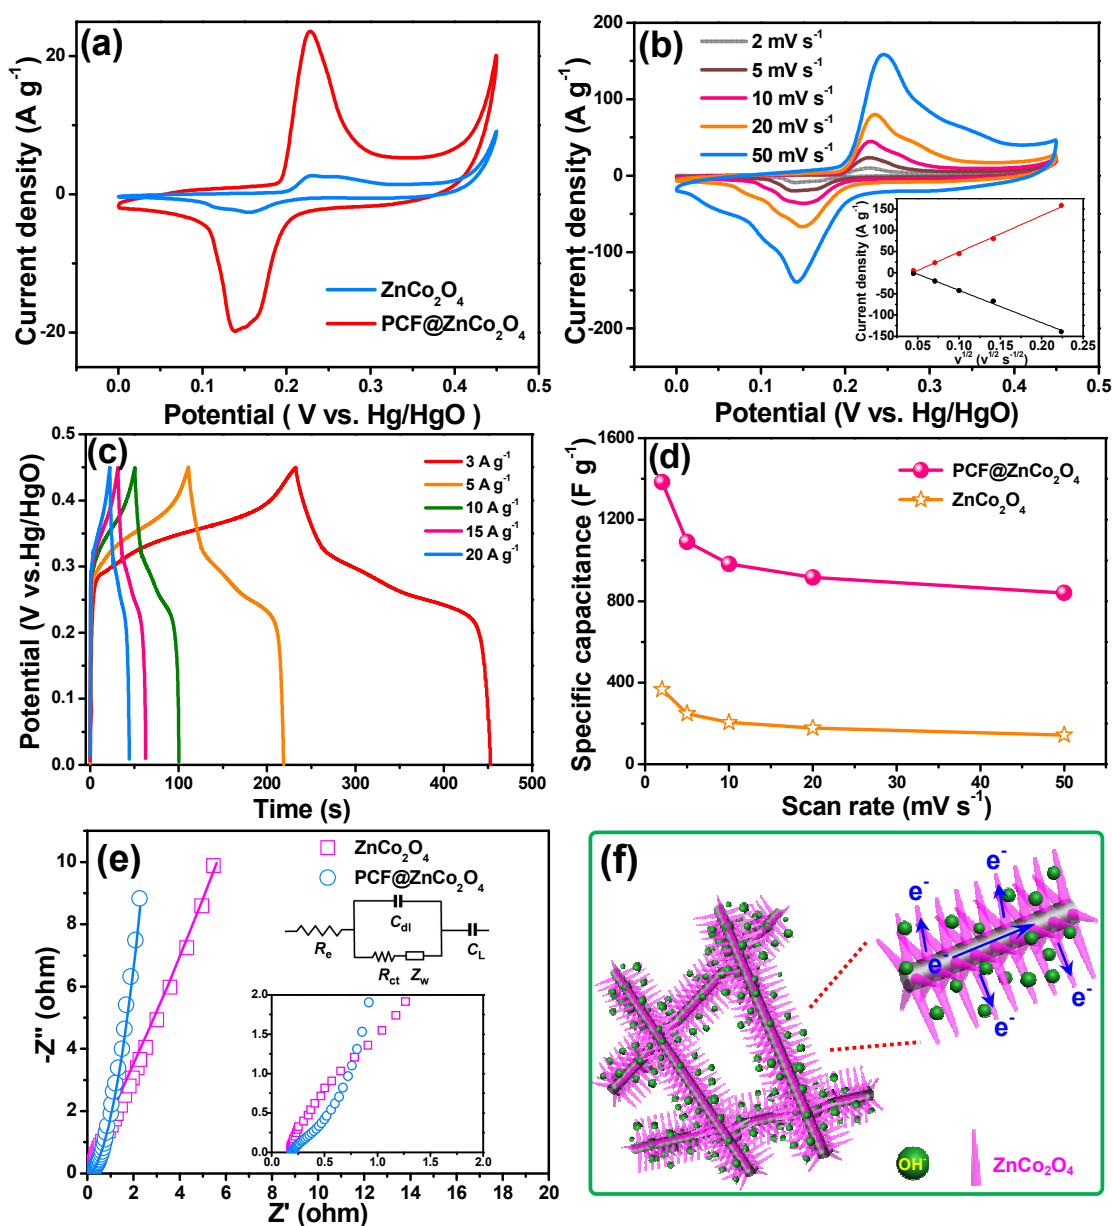 (a)
Current density (A g⁻¹)
20
0
-20
ZnCo₂O₄
PCF@ZnCo₂O₄
0.0 0.1 0.2 0.3 0.4 0.5
Potential ( V vs. Hg/HgO )
(b)
Current density (A g⁻¹)
200
100
0
-100
-200
2 mV s⁻¹
5 mV s⁻¹
10 mV s⁻¹
20 mV s⁻¹
50 mV s⁻¹
Current density (A g⁻¹)
150
100
50
0
-50
-100
-150
0.05 0.10 0.15 0.20 0.25
v^1/2 (v^1/2 s^-1/2)
0.0 0.1 0.2 0.3 0.4 0.5
Potential (V vs. Hg/HgO)
(c)
Potential (V vs.Hg/HgO)
0.5
0.4
0.3
0.2
0.1
0.0
3 A g⁻¹
5 A g⁻¹
10 A g⁻¹
15 A g⁻¹
20 A g⁻¹
0 100 200 300 400 500
Time (s)
(d)
Specific capacitance (F g⁻¹)
1600
1200
800
400
0
PCF@ZnCo₂O₄
ZnCo₂O₄
0 10 20 30 40 50
Scan rate (mV s⁻¹)
(e)
-Z'' (ohm)
10
8
6
4
2
0
ZnCo₂O₄
PCF@ZnCo₂O₄
Cdl
Re
Rct Zw
CL
2.0
1.5
1.0
0.5
0.0
0.0 0.5 1.0 1.5 2.0
0 2 4 6 8 10 12 14 16 18 20
Z' (ohm)
(f)
e⁻
e⁻
e⁻
e⁻
e⁻
OH⁻
ZnCo₂O₄